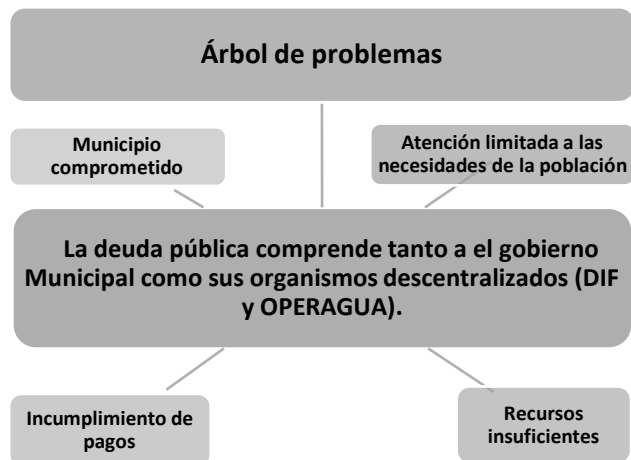 Árbol de problemas
Municipio
comprometido
Atención limitada a las
necesidades de la población
La deuda pública comprende tanto a el gobierno
Municipal como sus organismos descentralizados (DIF
y OPERAGUA).
Incumplimiento de
pagos
Recursos
insuficientes